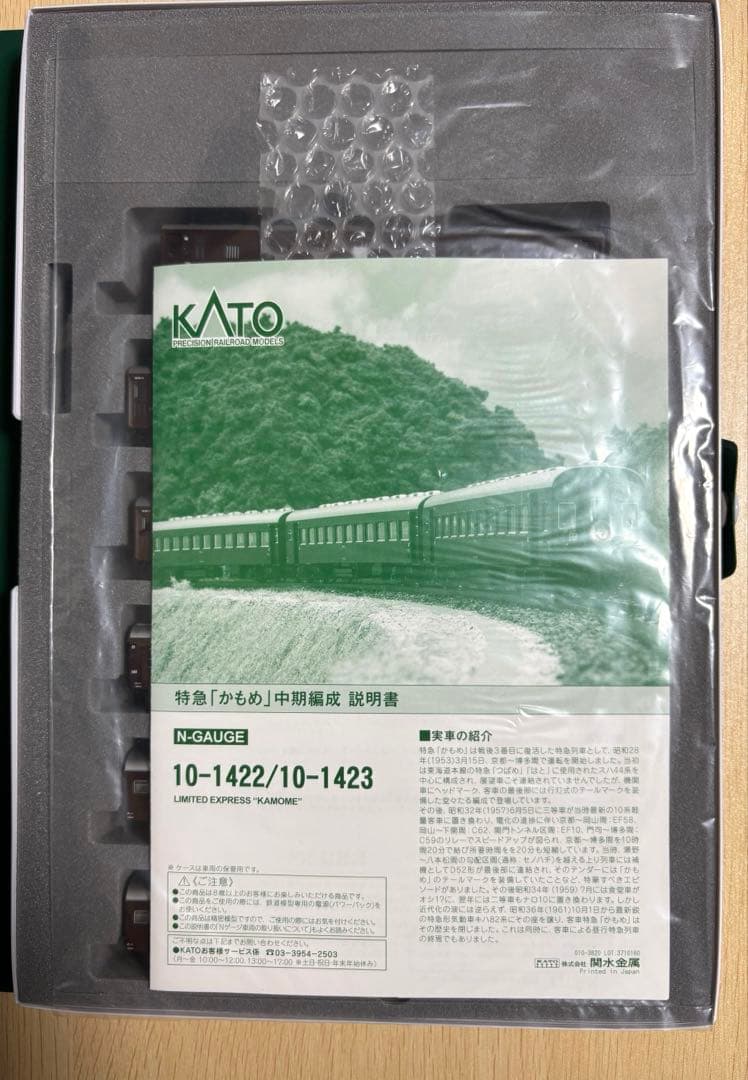 KATO
PRECISION RAILROAD MODELS
特急「かもめ」中期編成 説明書
N-GAUGE
10-1422/10-1423
LIMITED EXPRESS "KAMOME"
※ケースは車両の保管用です。
⚠〈ご注意〉
●この商品は8歳以上のお客様にお楽しみいただける商品です。
●この商品をご使用の際には、鉄道模型専用の電源(パワーパック)を
お使いください。
●この商品は精密模型ですので、ご使用の際にはお気を付けください。
●この説明書の「Nゲージ車両の取り扱いについて」もよくお読みください。
ご不明な点は下記までお問い合わせください。
●KATOお客様サービス係 ☎03-3954-2503
(月〜金 10:00〜12:00、13:00〜17:00 ※土日・祝日・年末年始休み)
■実車の紹介
特急「かもめ」は戦後3番目に復活した特急列車として、昭和28
年(1953)3月15日、京都〜博多間で運転を開始しました。当初
は東海道本線の特急「つばめ」「はと」に使用されたスハ44系を
中心に構成され、展望車こそ連結されていませんでしたが、機関
車にヘッドマーク、客車の最後部には行灯式のテールマークを装
備した堂々たる編成で登場しています。
その後、昭和32年(1957)6月5日に三等車が当時最新の10系軽
量客車に置き換わり、電化の進捗に伴い京都〜岡山間:EF58、
岡山〜下関間:C62、関門トンネル区間:EF10、門司〜博多間:
C59のリレーでスピードアップが図られ、京都〜博多間を10時
間20分で結び所要時間を20分も短縮しています。当時、瀬野
〜八本松間の勾配区間(通称:セノハチ)を越える上り列車には補
機としてD52形が最後部に連結され、そのテンダーには「かも
め」のテールマークを装備していたことなど、特筆すべきエピ
ソードがありました。その後昭和34年(1959)7月には食堂車が
オシ17に、翌年には二等車もナロ10に置き換わります。しかし
近代化の波には逆らえず、昭和36年(1961)10月1日から最新鋭
の特急形気動車キハ82系にその座を譲り、客車特急「かもめ」は
その歴史を閉じました。これは同時に、客車による昼行特急列車
の終焉でもありました。
010-3820 LOT.3716160
KATO 株式会社 関水金属
Printed in Japan